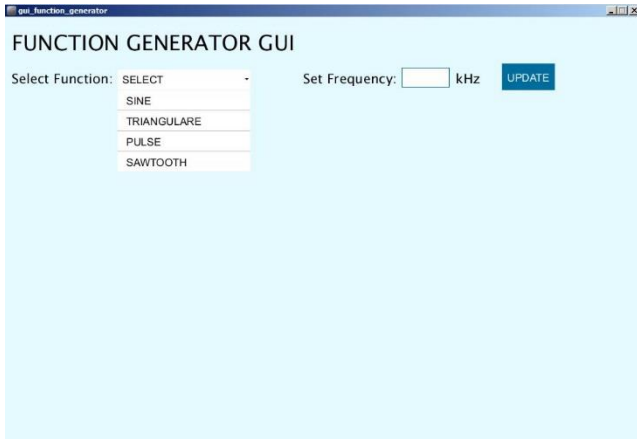 gui_function_generator
FUNCTION GENERATOR GUI
Select Function: SELECT Set Frequency: kHz UPDATE
SINE
TRIANGULARE
PULSE
SAWTOOTH